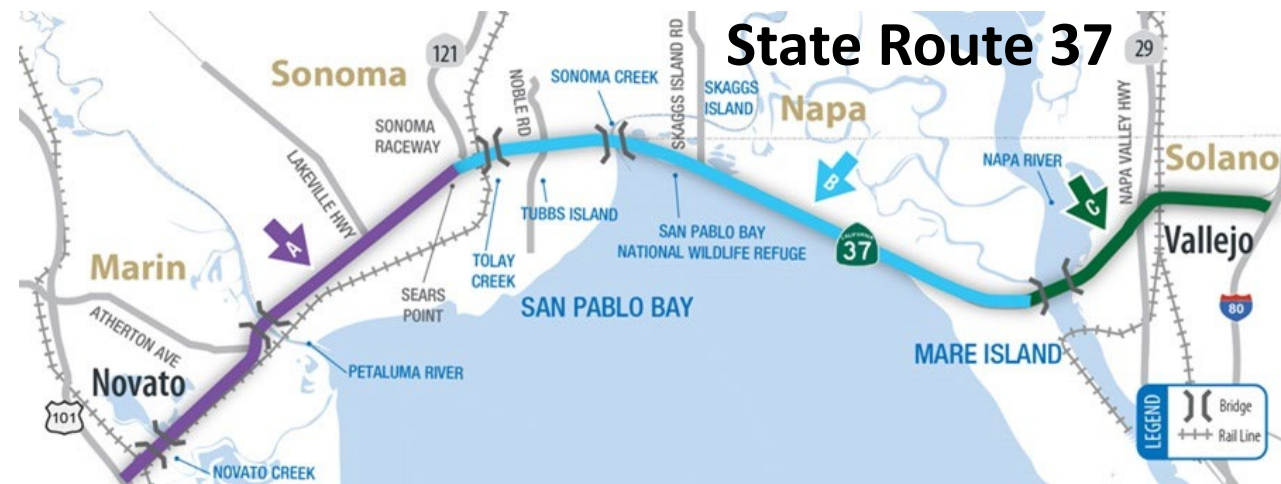 State Route 37
121
29
Sonoma
NOBLE RD
SONOMA CREEK
SKAGGS ISLAND RD
SKAGGS
ISLAND
Napa
NAPA VALLEY HWY
SONOMA
RACEWAY
LAKEVILLE HWY
NAPA RIVER
Solano
B
C
TUBBS ISLAND
SAN PABLO BAY
NATIONAL WILDLIFE REFUGE
CALIFORNIA
37
Vallejo
A
Marin
TOLAY
CREEK
SEARS
POINT
SAN PABLO BAY
80
ATHERTON AVE
MARE ISLAND
Novato
PETALUMA RIVER
101
NOVATO CREEK
LEGEND
Bridge
Rail Line